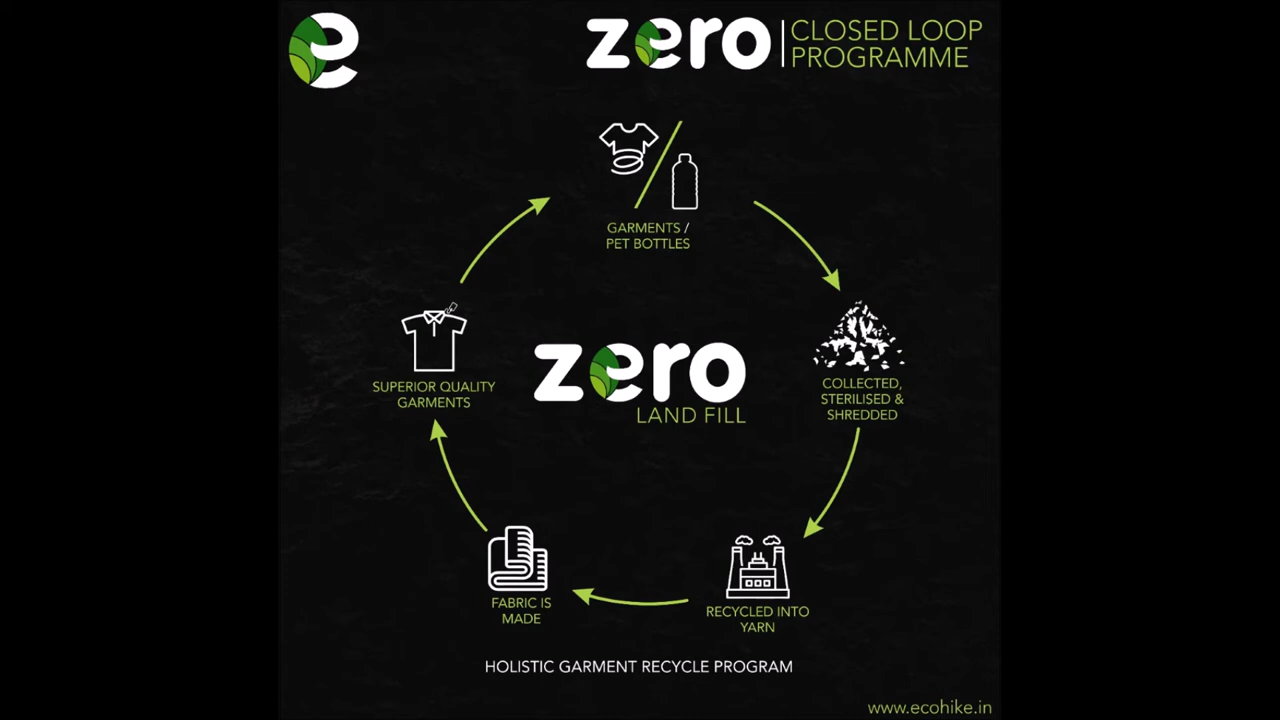 e
zero
CLOSED LOOP
PROGRAMME
GARMENTS /
PET BOTTLES
COLLECTED,
STERILISED &
SHREDDED
RECYCLED INTO
YARN
FABRIC IS
MADE
SUPERIOR QUALITY
GARMENTS
zero
LAND FILL
HOLISTIC GARMENT RECYCLE PROGRAM
www.ecohike.in